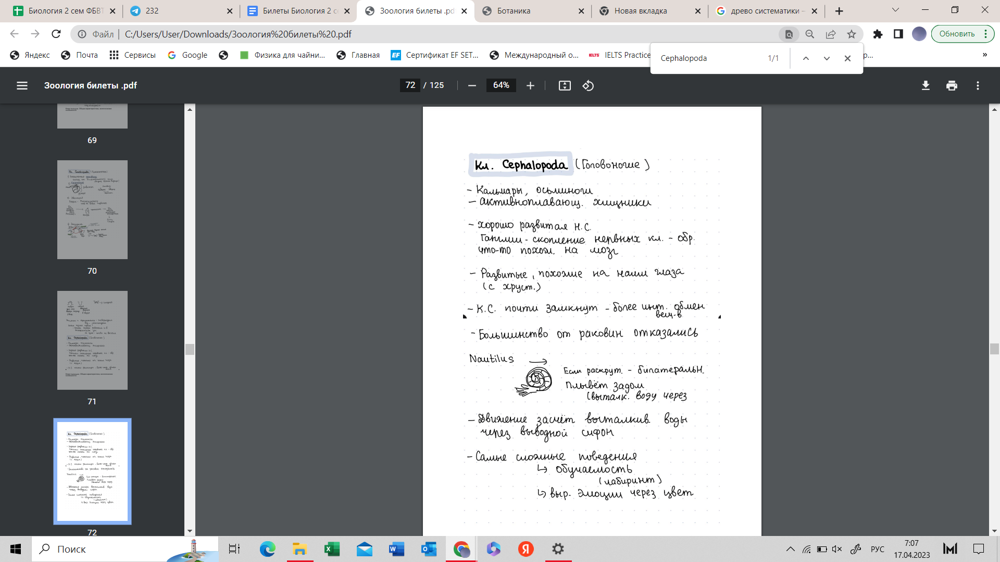 Биология 2 сем ФБВТ
232
Билеты Биология 2 с
Зоология билеты .pd
Ботаника
Новая вкладка
древо систематики –
Файл | C:/Users/User/Downloads/Зоология%20билеты%20.pdf
Обновить
Яндекс
Почта
Сервисы
Google
Физика для чайни...
Главная
EF Сертификат EF SET...
Международный о...
IELTS IELTS Practice
р...
»
Cephalopoda 1/1
Зоология билеты .pdf
72 / 125
64%
69
70
71
72
Кл. Cephalopoda (Головоногие)
- Кальмары, осьминоги
- активноплавающ. хищники
- хорошо развитая н.с.
Ганглии - скопление нервных кл. - обр.
что-то похож. на мозг
- Развитые, похожие на наши глаза
(с хруст.)
- К.С. почти замкнут - более инт. обмен
вещ-в
- Большинство от раковин отказались
Nautilus
Если раскрут. - билатеральн.
Плывёт задом
(выталк. воду через
- Движение засчёт выталкив воды
через выводной сифон
- Самые сложные поведения
↳ обучаемость
(лабиринт)
↳ выр. эмоции через цвет
Поиск
РУС
7:07
17.04.2023